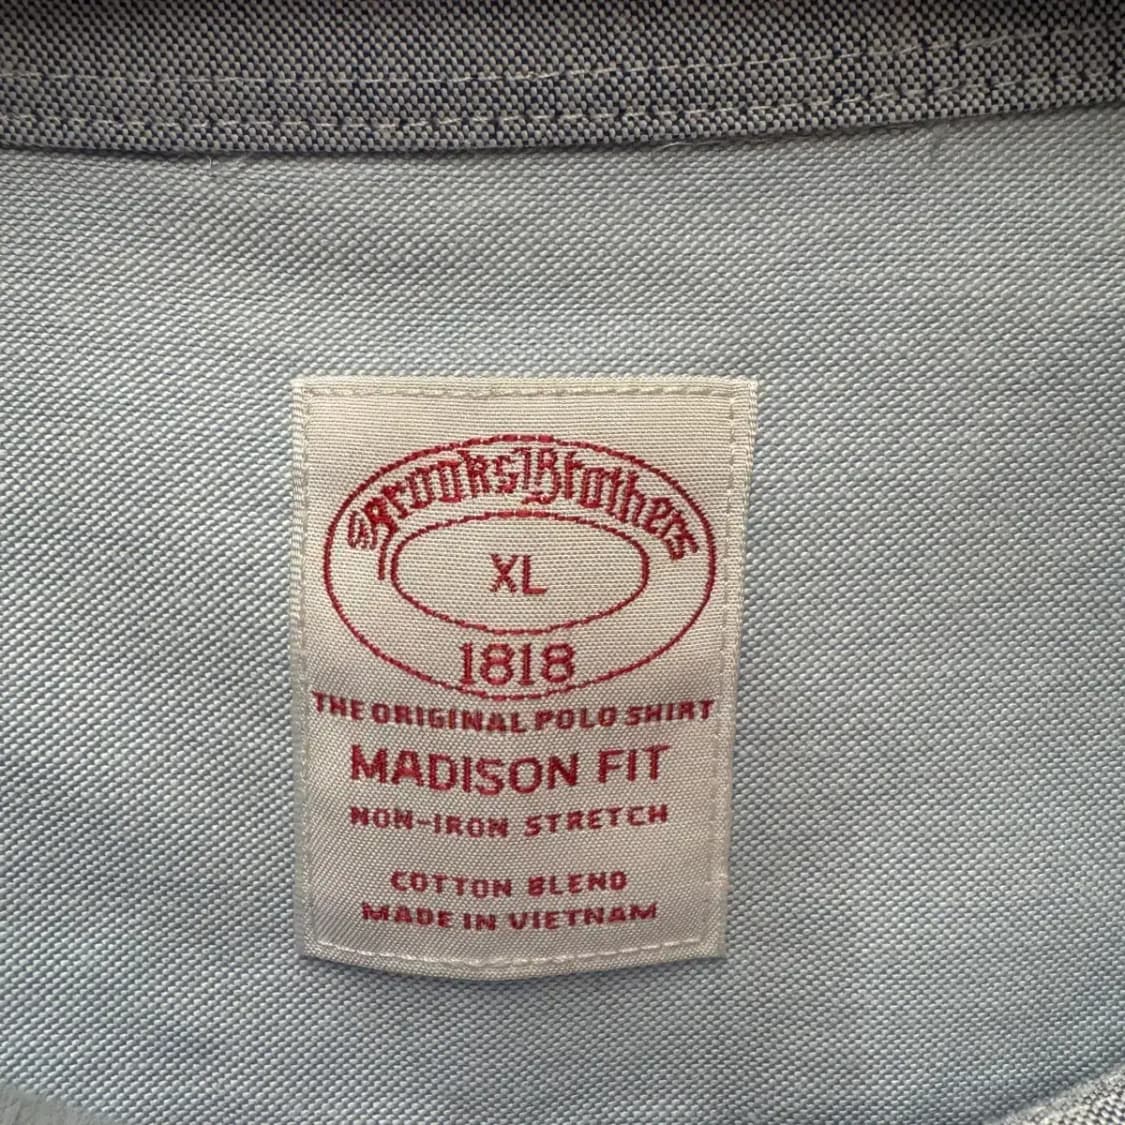 Brooks Brothers
XL
1818
THE ORIGINAL POLO SHIRT
MADISON FIT
NON-IRON STRETCH
COTTON BLEND
MADE IN VIETNAM